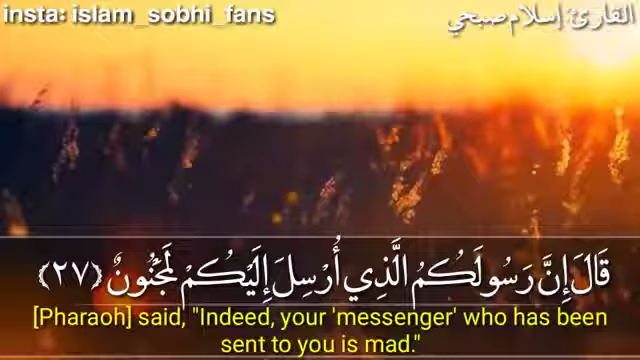 insta: islam_sobhi_fans
القارئ: إسلام صبحي
قَالَ إِنَّ رَسُولَكُمُ الَّذِي أُرْسِلَ إِلَيْكُمْ لَمَجْنُونٌ ﴿٢٧﴾
[Pharaoh] said, "Indeed, your 'messenger' who has been
sent to you is mad."